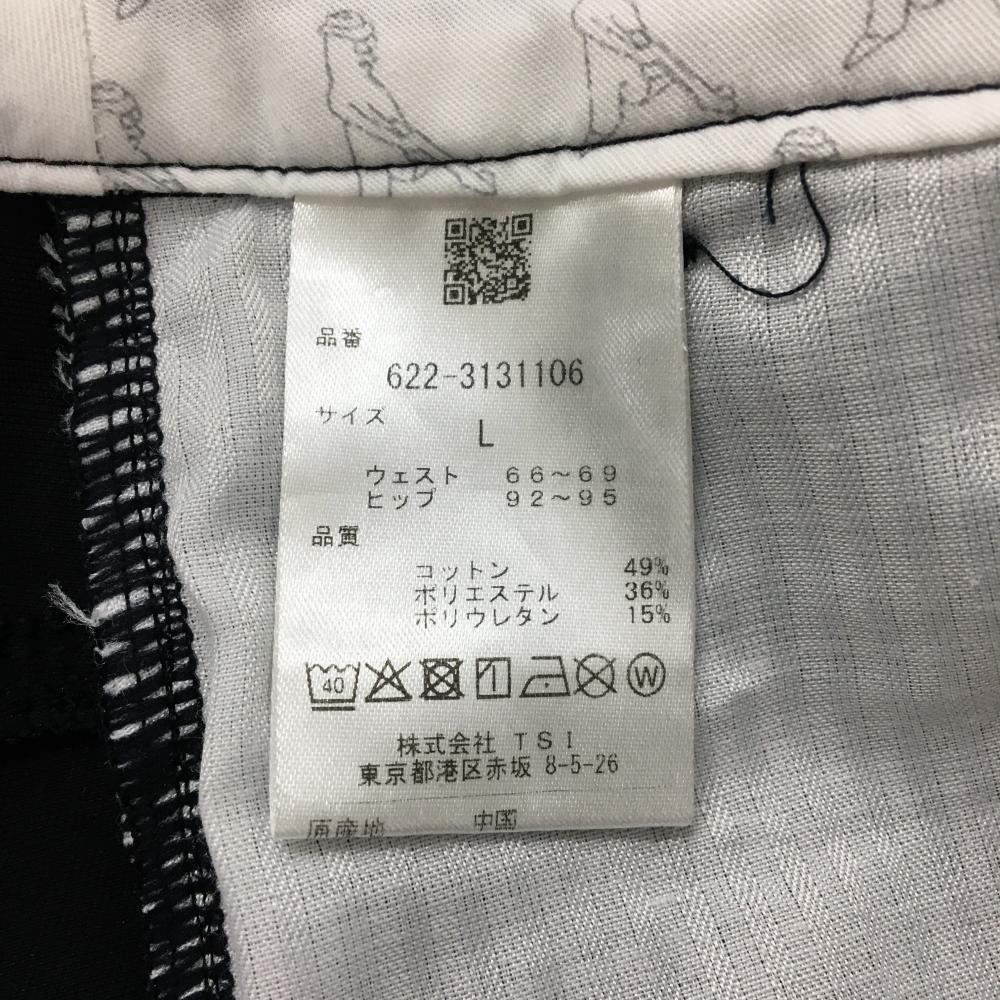 品番
622-3131106
サイズ
L
ウェスト 66～69
ヒップ 92～95
品質
コットン 49%
ポリエステル 36%
ポリウレタン 15%
40 W
株式会社 TSI
東京都港区赤坂 8-5-26
原産地 中国